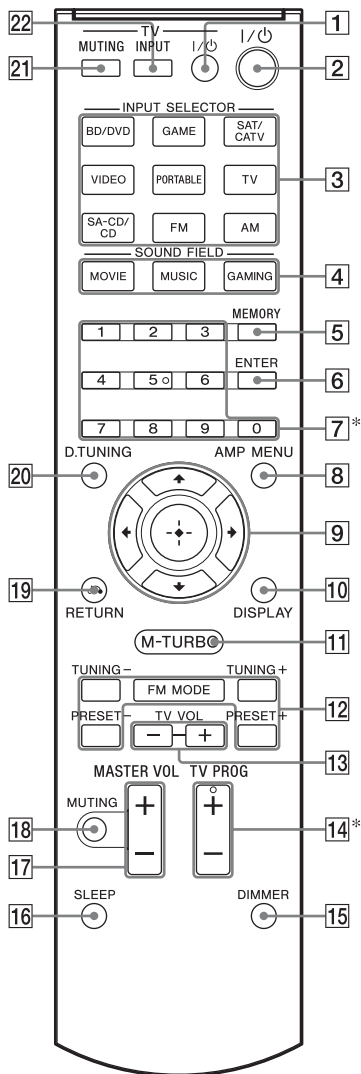 22
TV
1
MUTING
INPUT
I/⏻
I/⏻
21
2
INPUT SELECTOR
BD/DVD
GAME
SAT/
CATV
VIDEO
PORTABLE
TV
3
SA-CD/
CD
FM
AM
SOUND FIELD
MOVIE
MUSIC
GAMING
4
MEMORY
1
2
3
5
ENTER
4
5
6
6
7
8
9
0
7*
D.TUNING
AMP MENU
20
8
9
19
10
RETURN
DISPLAY
M-TURBO
11
TUNING –
TUNING +
FM MODE
12
PRESET –
TV VOL
PRESET +
–
+
13
MASTER VOL
TV PROG
MUTING
+
+
18
14*
–
–
17
SLEEP
DIMMER
16
15